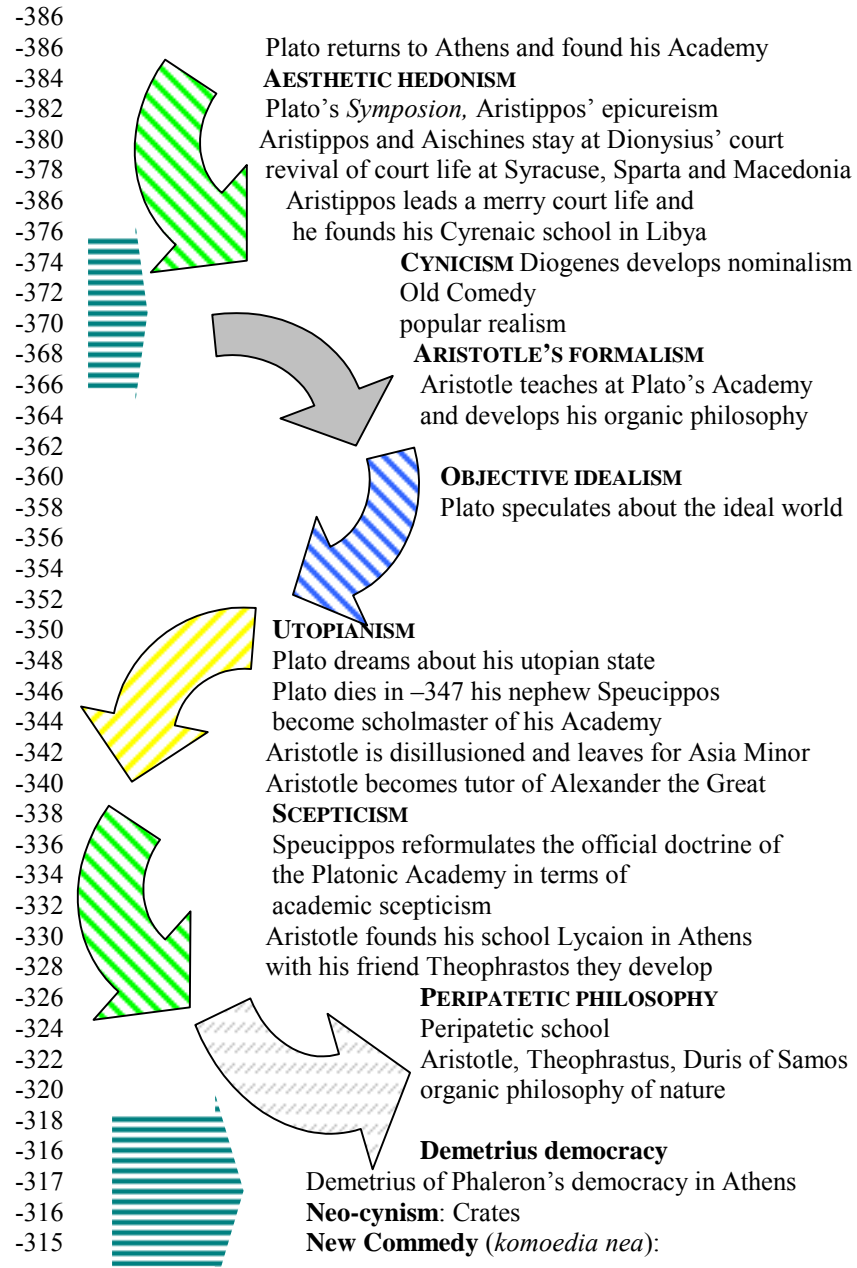 -386
-386 Plato returns to Athens and found his Academy
-384 AESTHETIC HEDONISM
-382 Plato's Symposion, Aristippos' epicureism
-380 Aristippos and Aischines stay at Dionysius' court
-378 revival of court life at Syracuse, Sparta and Macedonia
-386 Aristippos leads a merry court life and
-376 he founds his Cyrenaic school in Libya
-374 CYNICISM Diogenes develops nominalism
-372 Old Comedy
-370 popular realism
-368 ARISTOTLE'S FORMALISM
-366 Aristotle teaches at Plato's Academy
-364 and develops his organic philosophy
-362
-360 OBJECTIVE IDEALISM
-358 Plato speculates about the ideal world
-356
-354
-352
-350 UTOPIANISM
-348 Plato dreams about his utopian state
-346 Plato dies in –347 his nephew Speucippos
-344 become scholmaster of his Academy
-342 Aristotle is disillusioned and leaves for Asia Minor
-340 Aristotle becomes tutor of Alexander the Great
-338 SCEPTICISM
-336 Speucippos reformulates the official doctrine of
-334 the Platonic Academy in terms of
-332 academic scepticism
-330 Aristotle founds his school Lycaion in Athens
-328 with his friend Theophrastos they develop
-326 PERIPATETIC PHILOSOPHY
-324 Peripatetic school
-322 Aristotle, Theophrastus, Duris of Samos
-320 organic philosophy of nature
-318
-316 Demetrius democracy
-317 Demetrius of Phaleron's democracy in Athens
-316 Neo-cynism: Crates
-315 New Commedy (komoedia nea):